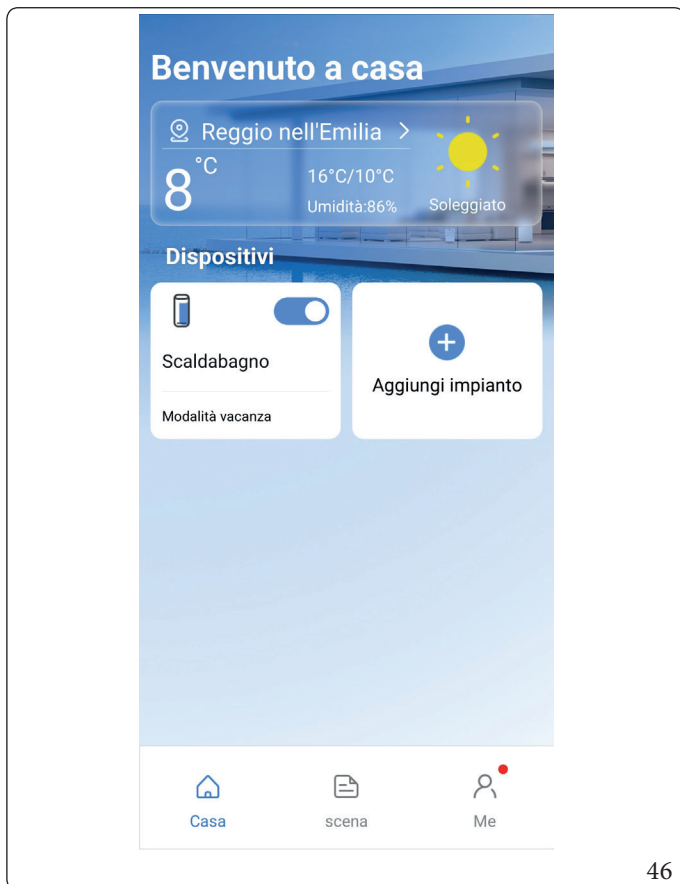 Benvenuto a casa
Reggio nell'Emilia >
8 °C
16°C/10°C
Umidità:86%
Soleggiato
Dispositivi
Scaldabagno
Modalità vacanza
Aggiungi impianto
Casa
scena
Me
46